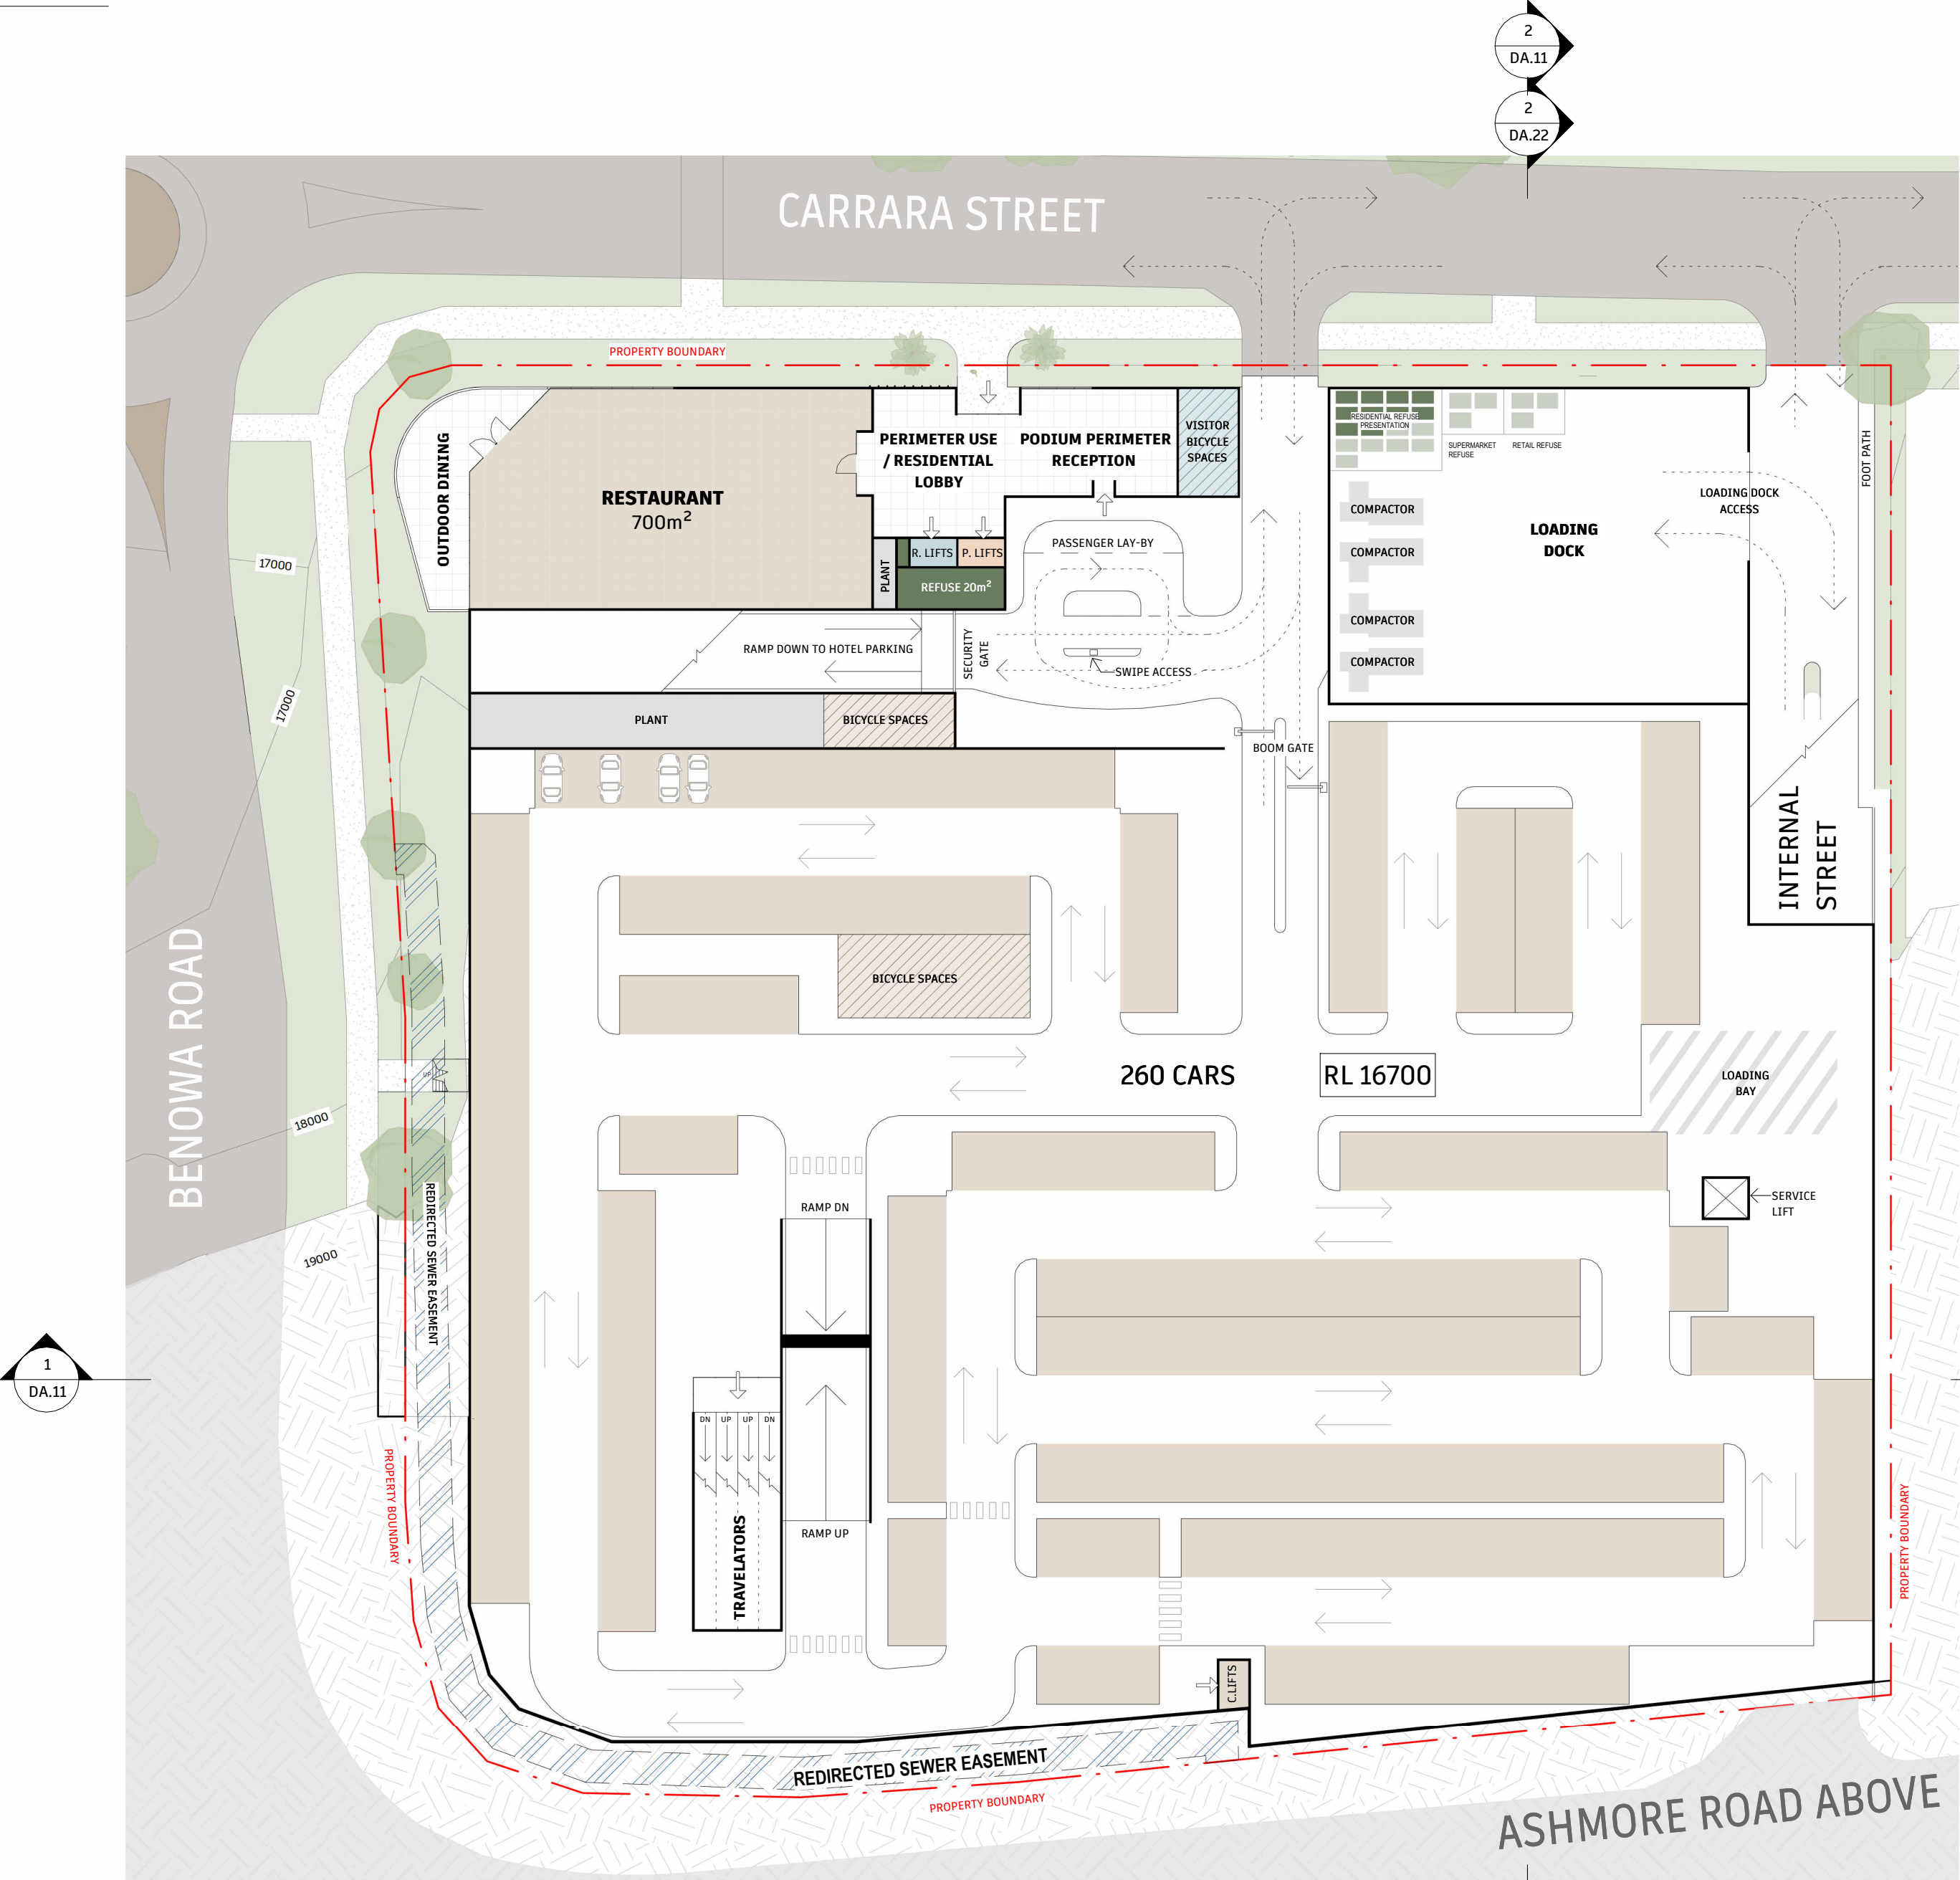 2
DA.11
2
DA.22
CARRARA STREET
PROPERTY BOUNDARY
OUTDOOR DINING
RESTAURANT
700m²
PERIMETER USE
/ RESIDENTIAL
LOBBY
PODIUM PERIMETER
RECEPTION
VISITOR
BICYCLE
SPACES
RESIDENTIAL REFUSE
PRESENTATION
SUPERMARKET
REFUSE
RETAIL REFUSE
FOOT PATH
LOADING DOCK
ACCESS
LOADING
DOCK
COMPACTOR
COMPACTOR
COMPACTOR
COMPACTOR
PLANT
R. LIFTS
P. LIFTS
REFUSE 20m²
PASSENGER LAY-BY
17000
17000
RAMP DOWN TO HOTEL PARKING
SECURITY
GATE
SWIPE ACCESS
PLANT
BICYCLE SPACES
BOOM GATE
INTERNAL
STREET
BICYCLE SPACES
BENOWA ROAD
260 CARS
RL 16700
LOADING
BAY
UP
18000
19000
REDIRECTED SEWER EASEMENT
RAMP DN
SERVICE
LIFT
1
DA.11
DN
UP
UP
DN
TRAVELATORS
RAMP UP
PROPERTY BOUNDARY
PROPERTY BOUNDARY
C.LIFTS
REDIRECTED SEWER EASEMENT
PROPERTY BOUNDARY
ASHMORE ROAD ABOVE